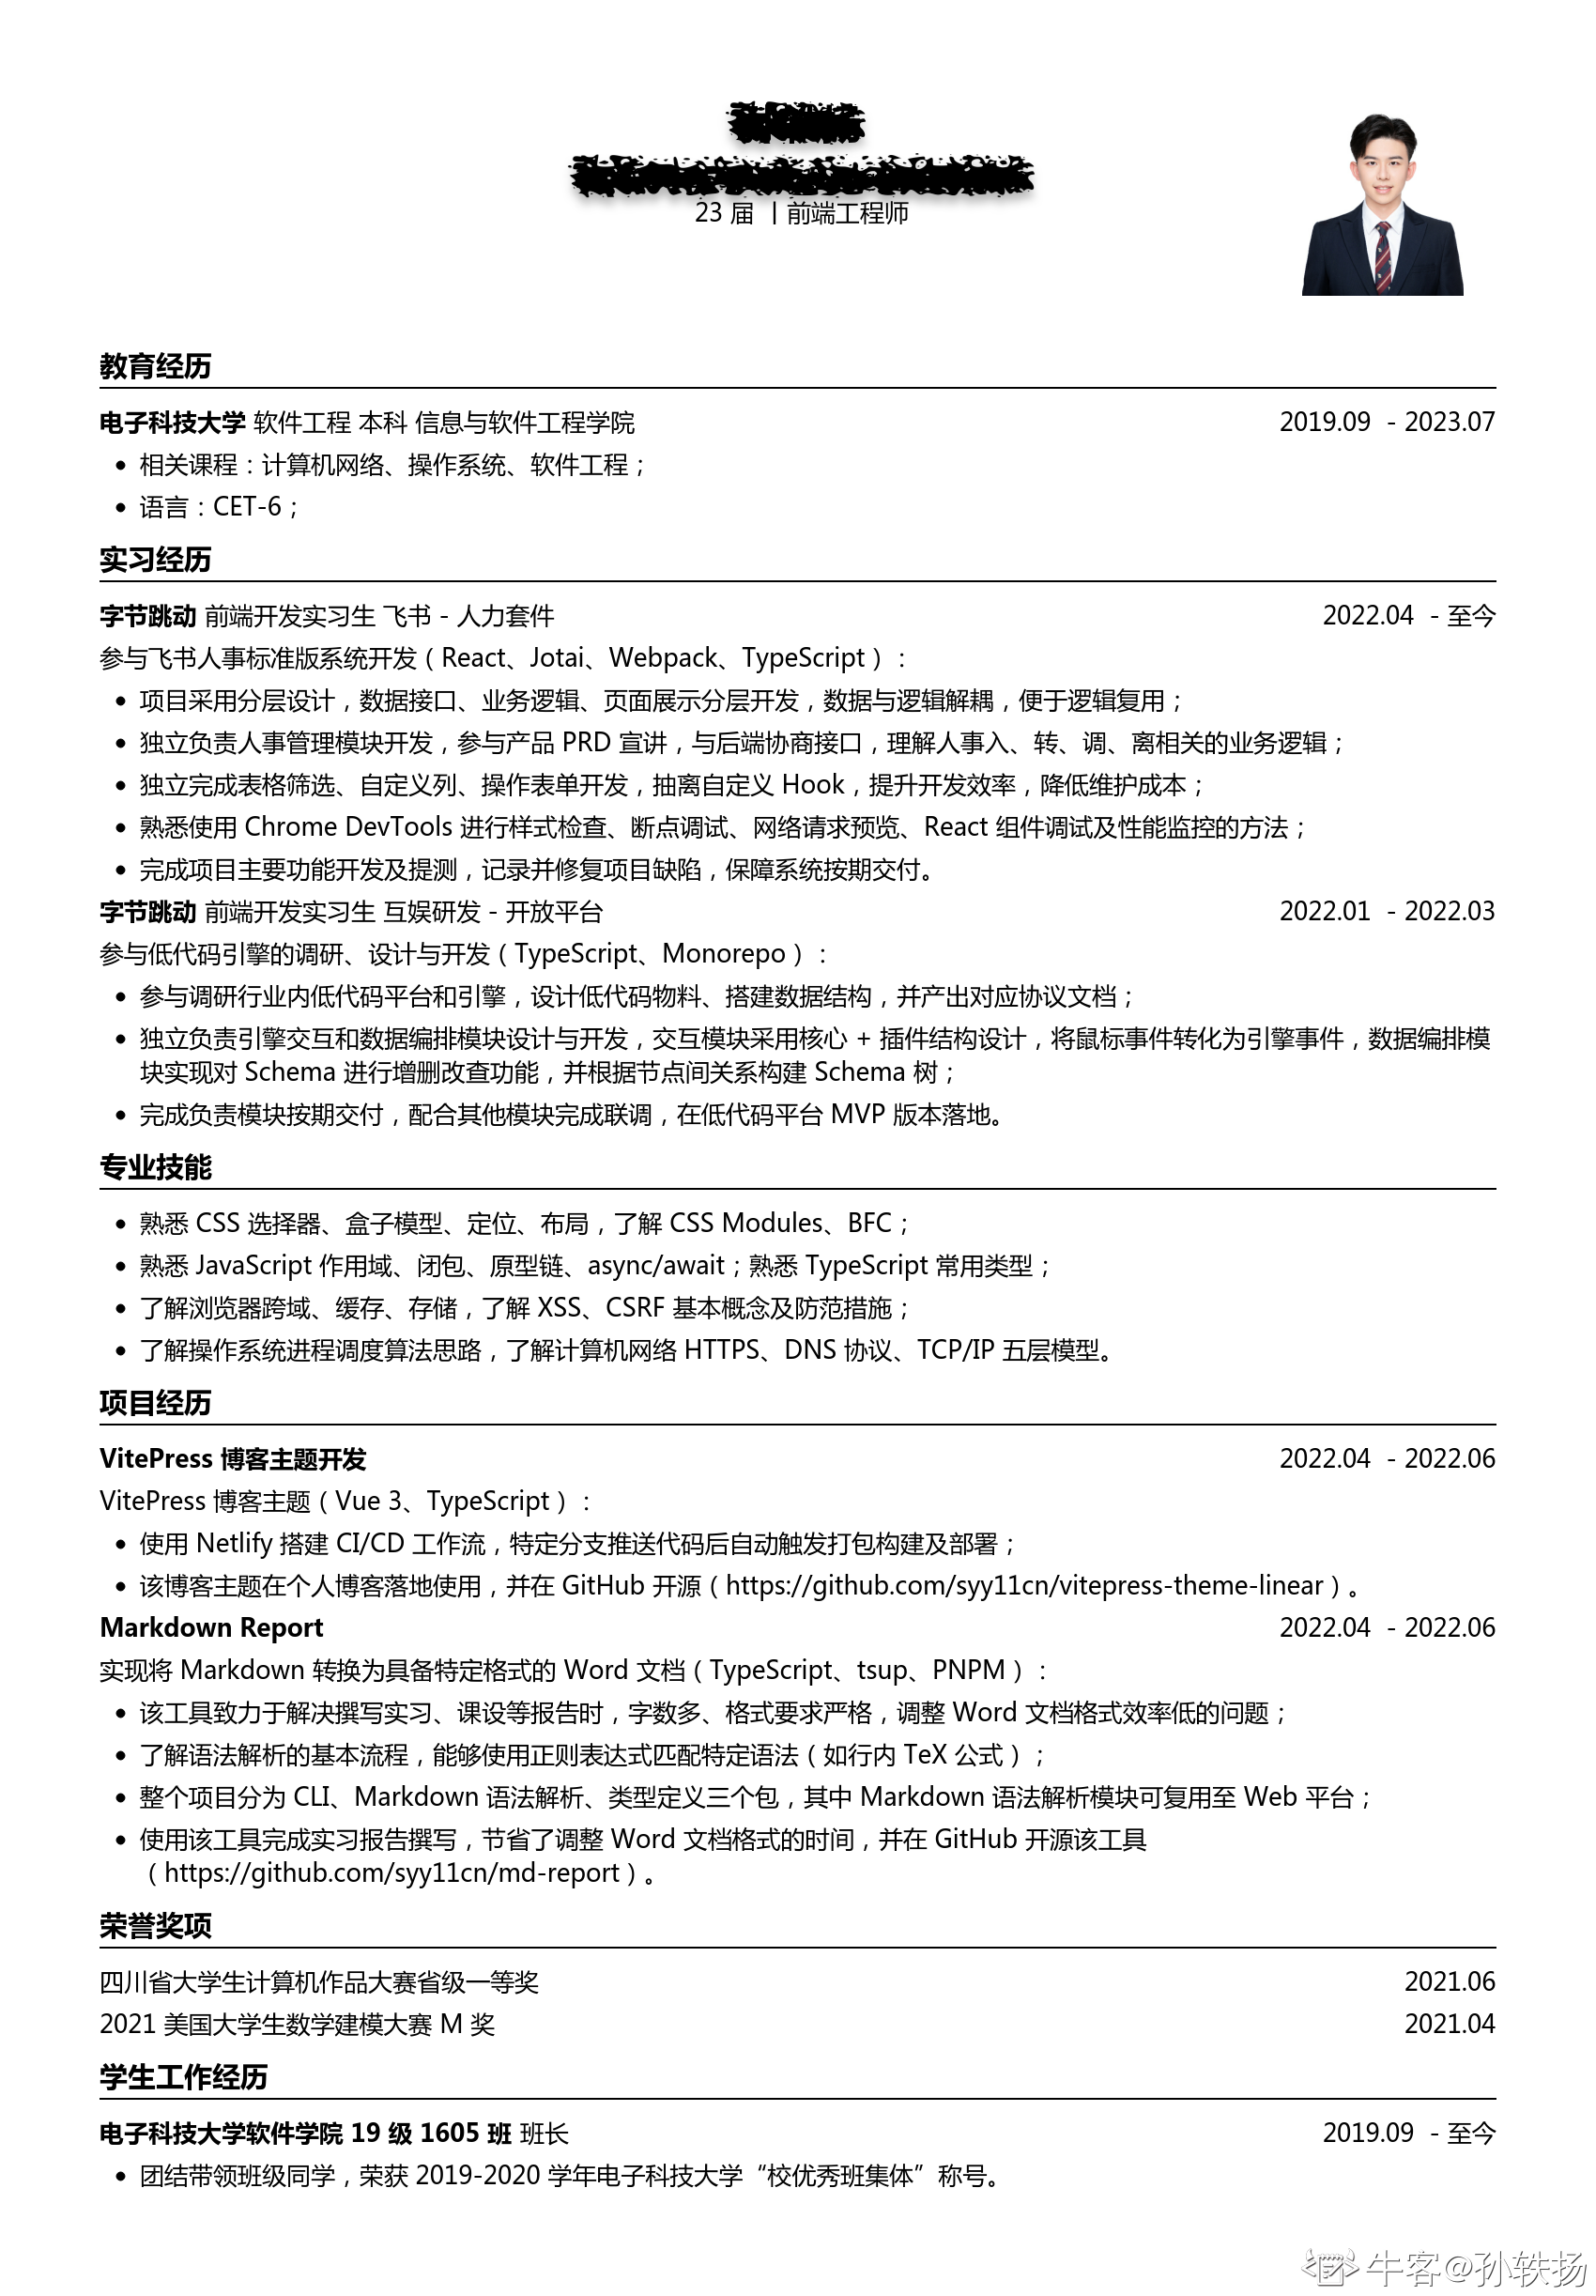 23 届 | 前端工程师
教育经历
电子科技大学 软件工程 本科 信息与软件工程学院 2019.09 - 2023.07
• 相关课程：计算机网络、操作系统、软件工程；
• 语言：CET-6；
实习经历
字节跳动 前端开发实习生 飞书 - 人力套件 2022.04 - 至今
参与飞书人事标准版系统开发（React、Jotai、Webpack、TypeScript）：
• 项目采用分层设计，数据接口、业务逻辑、页面展示分层开发，数据与逻辑解耦，便于逻辑复用；
• 独立负责人事管理模块开发，参与产品 PRD 宣讲，与后端协商接口，理解人事入、转、调、离相关的业务逻辑；
• 独立完成表格筛选、自定义列、操作表单开发，抽离自定义 Hook，提升开发效率，降低维护成本；
• 熟悉使用 Chrome DevTools 进行样式检查、断点调试、网络请求预览、React 组件调试及性能监控的方法；
• 完成项目主要功能开发及提测，记录并修复项目缺陷，保障系统按期交付。
字节跳动 前端开发实习生 互娱研发 - 开放平台 2022.01 - 2022.03
参与低代码引擎的调研、设计与开发（TypeScript、Monorepo）：
• 参与调研行业内低代码平台和引擎，设计低代码物料、搭建数据结构，并产出对应协议文档；
• 独立负责引擎交互和数据编排模块设计与开发，交互模块采用核心 + 插件结构设计，将鼠标事件转化为引擎事件，数据编排模
块实现对 Schema 进行增删改查功能，并根据节点间关系构建 Schema 树；
• 完成负责模块按期交付，配合其他模块完成联调，在低代码平台 MVP 版本落地。
专业技能
• 熟悉 CSS 选择器、盒子模型、定位、布局，了解 CSS Modules、BFC；
• 熟悉 JavaScript 作用域、闭包、原型链、async/await；熟悉 TypeScript 常用类型；
• 了解浏览器跨域、缓存、存储，了解 XSS、CSRF 基本概念及防范措施；
• 了解操作系统进程调度算法思路，了解计算机网络 HTTPS、DNS 协议、TCP/IP 五层模型。
项目经历
VitePress 博客主题开发 2022.04 - 2022.06
VitePress 博客主题（Vue 3、TypeScript）：
• 使用 Netlify 搭建 CI/CD 工作流，特定分支推送代码后自动触发打包构建及部署；
• 该博客主题在个人博客落地使用，并在 GitHub 开源（https://github.com/syy11cn/vitepress-theme-linear）。
Markdown Report 2022.04 - 2022.06
实现将 Markdown 转换为具备特定格式的 Word 文档（TypeScript、tsup、PNPM）：
• 该工具致力于解决撰写实习、课设等报告时，字数多、格式要求严格，调整 Word 文档格式效率低的问题；
• 了解语法解析的基本流程，能够使用正则表达式匹配特定语法（如行内 TeX 公式）；
• 整个项目分为 CLI、Markdown 语法解析、类型定义三个包，其中 Markdown 语法解析模块可复用至 Web 平台；
• 使用该工具完成实习报告撰写，节省了调整 Word 文档格式的时间，并在 GitHub 开源该工具
（https://github.com/syy11cn/md-report）。
荣誉奖项
四川省大学生计算机作品大赛省级一等奖 2021.06
2021 美国大学生数学建模大赛 M 奖 2021.04
学生工作经历
电子科技大学软件学院 19 级 1605 班 班长 2019.09 - 至今
• 团结带领班级同学，荣获 2019-2020 学年电子科技大学“校优秀班集体”称号。
牛客@孙轶扬